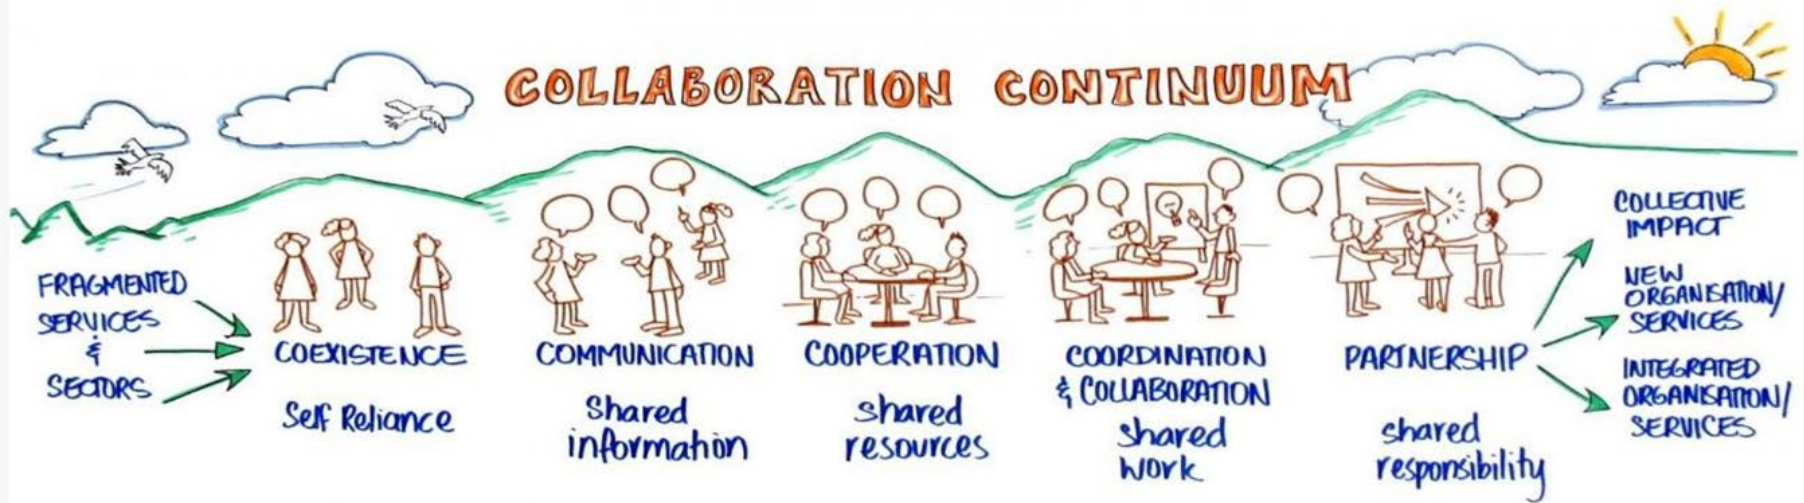 COLLABORATION CONTINUUM
FRAGMENTED
SERVICES
&
SECTORS
COEXISTENCE
Self Reliance
COMMUNICATION
Shared
information
COOPERATION
shared
resources
COORDINATION
& COLLABORATION
shared
work
PARTNERSHIP
shared
responsibility
COLLECTIVE
IMPACT
NEW
ORGANISATION/
SERVICES
INTEGRATED
ORGANISATION/
SERVICES